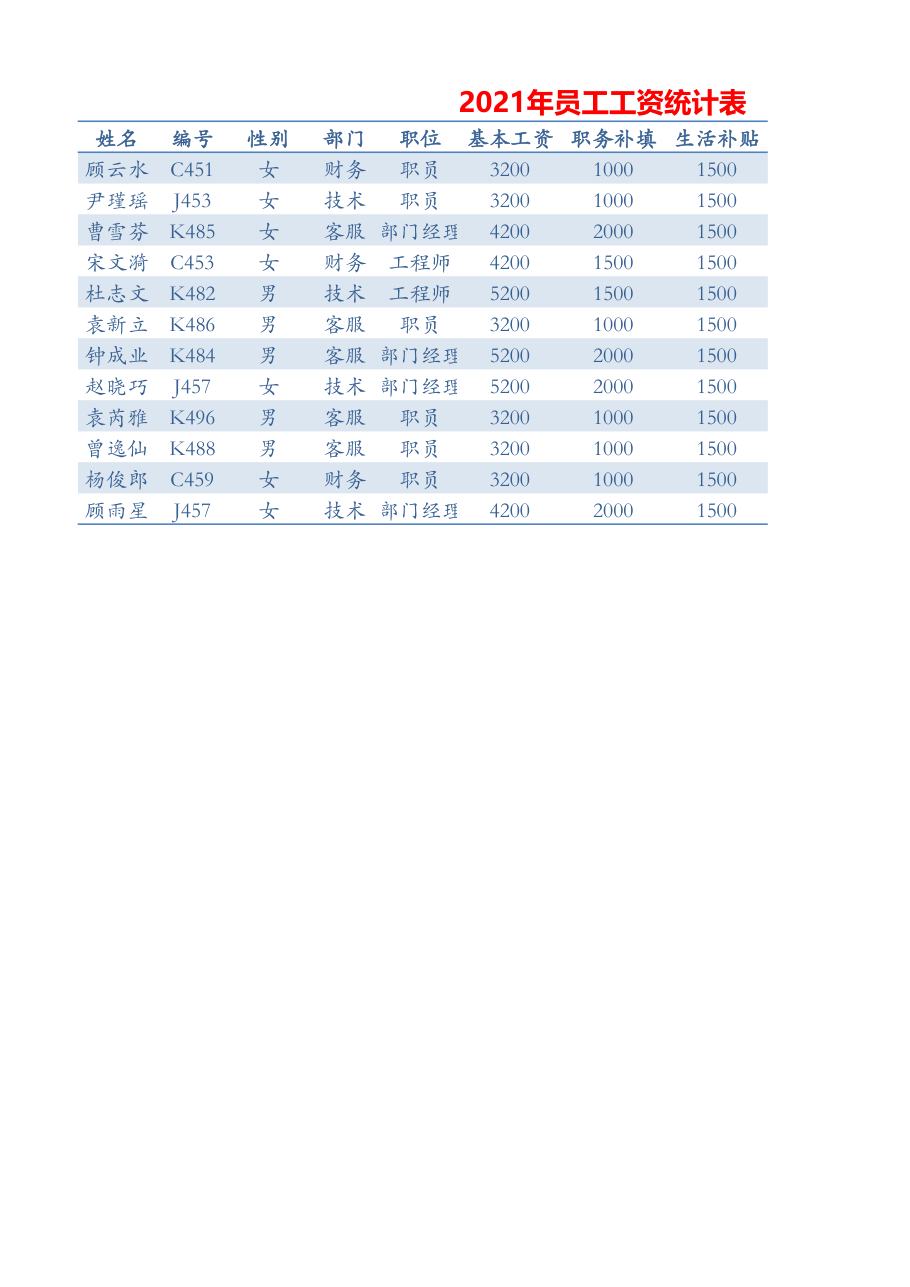 2021年员工工资统计表
姓名 编号 性别 部门 职位 基本工资 职务补填 生活补贴
顾云水 C451 女 财务 职员 3200 1000 1500
尹瑾瑶 J453 女 技术 职员 3200 1000 1500
曹雪芬 K485 女 客服 部门经理 4200 2000 1500
宋文漪 C453 女 财务 工程师 4200 1500 1500
杜志文 K482 男 技术 工程师 5200 1500 1500
袁新立 K486 男 客服 职员 3200 1000 1500
钟成业 K484 男 客服 部门经理 5200 2000 1500
赵晓巧 J457 女 技术 部门经理 5200 2000 1500
袁芮雅 K496 男 客服 职员 3200 1000 1500
曾逸仙 K488 男 客服 职员 3200 1000 1500
杨俊郎 C459 女 财务 职员 3200 1000 1500
顾雨星 J457 女 技术 部门经理 4200 2000 1500